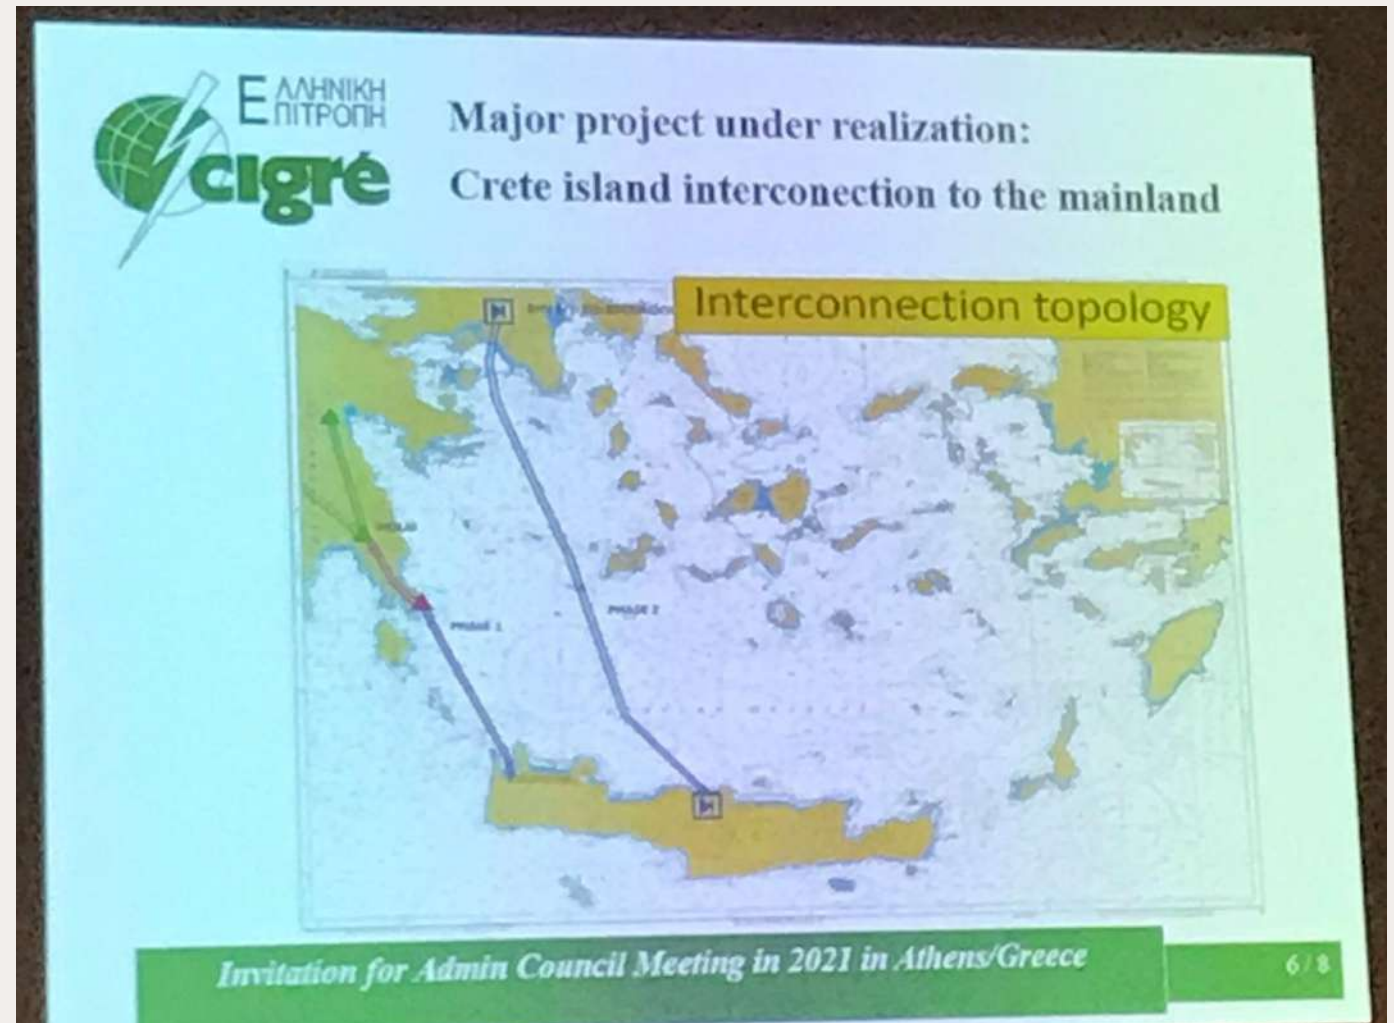 ΕΛΛΗΝΙΚΗ
ΕΠΙΤΡΟΠΗ
cigré
Major project under realization:
Crete island interconection to the mainland
Interconnection topology
PHASE 2
PHASE 1
Invitation for Admin Council Meeting in 2021 in Athens/Greece
6/8